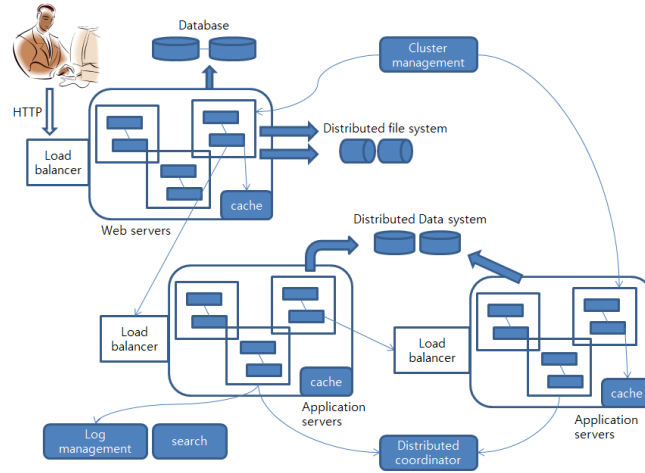 Database
Cluster
management
HTTP
Distributed file system
Load
balancer
cache
Web servers
Distributed Data system
Load
balancer
Load
balancer
cache
cache
Application
servers
Application
servers
Log
management
search
Distributed
coordinator